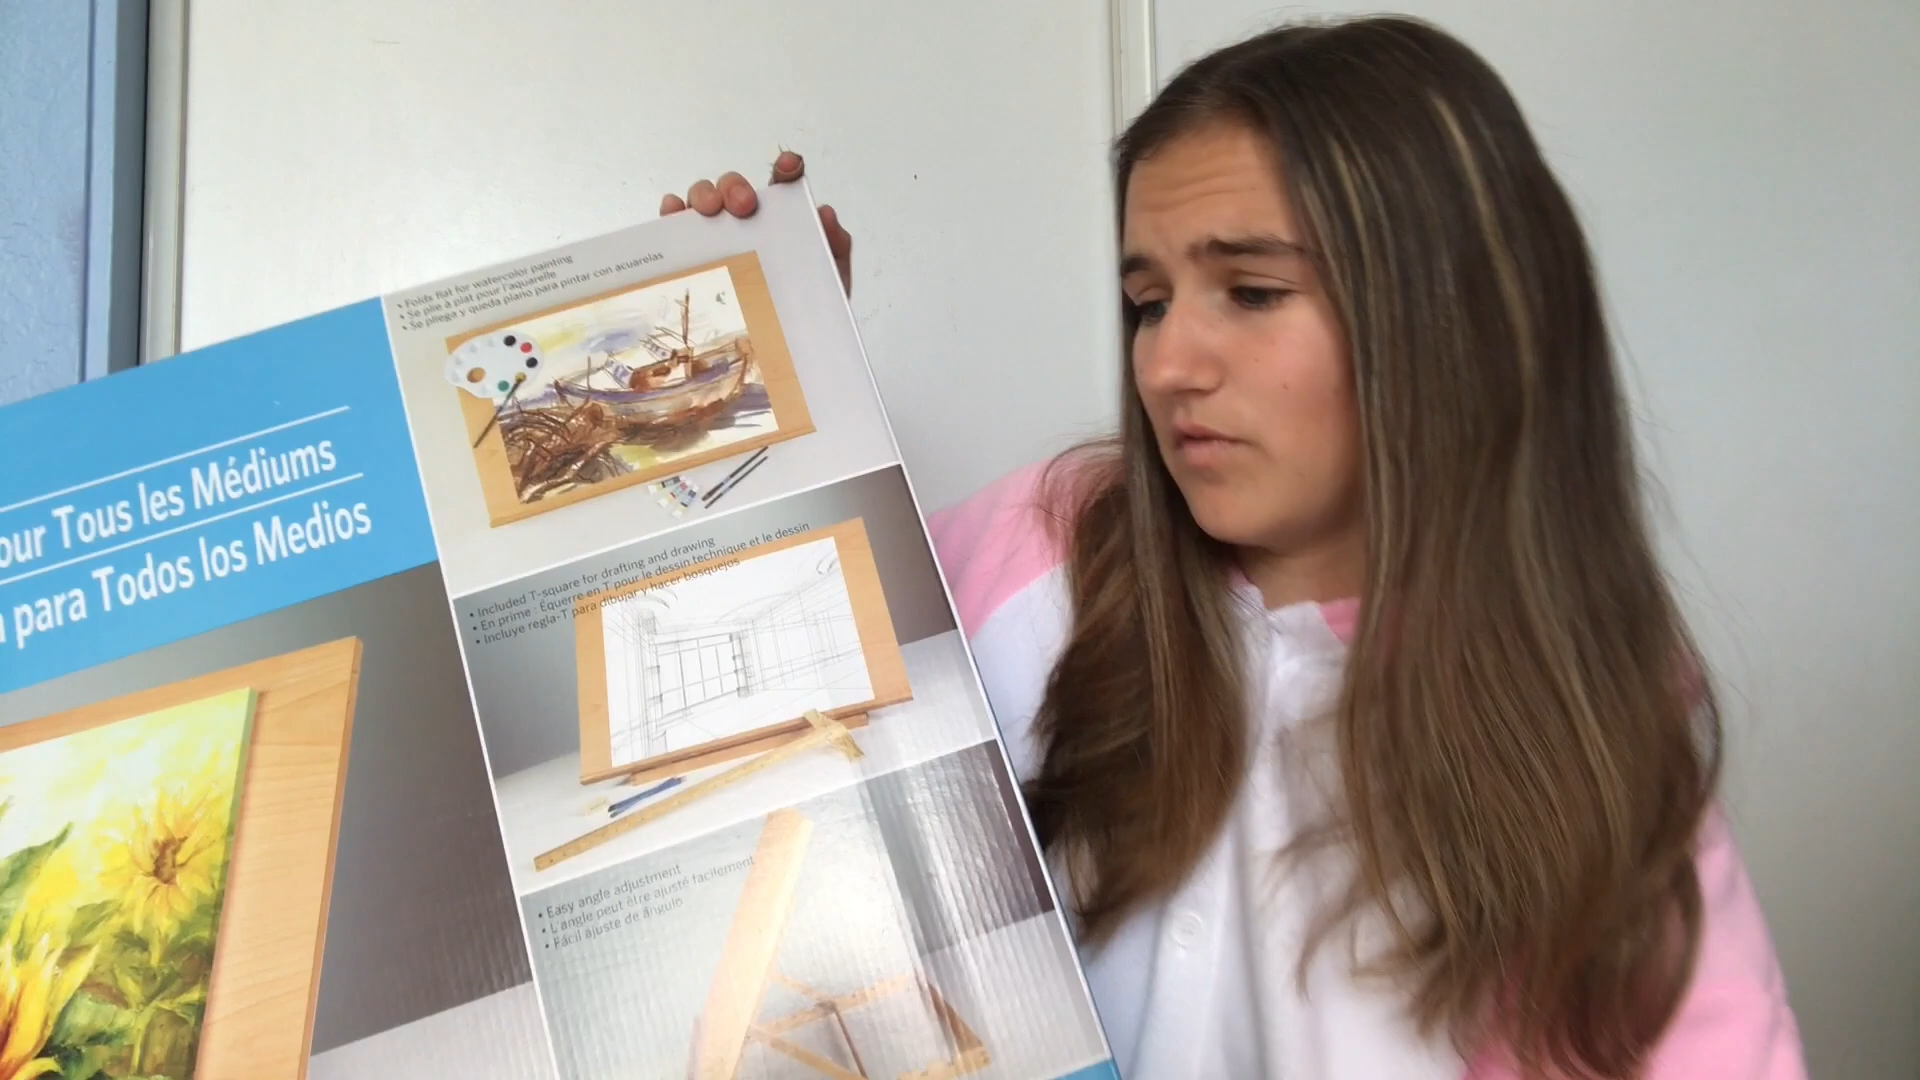 our Tous les Médiums
para Todos los Medios
• Folds flat for watercolor painting
• Se plie à plat pour l'aquarelle
• Se pliega y queda plano para pintar con acuarelas
• Included T-square for drafting and drawing
• En prime : Équerre en T pour le dessin technique et le dessin
• Incluye regla-T para dibujar y hacer bosquejos
• Easy angle adjustment
• L'angle peut être ajusté facilement
• Fácil ajuste de ángulo